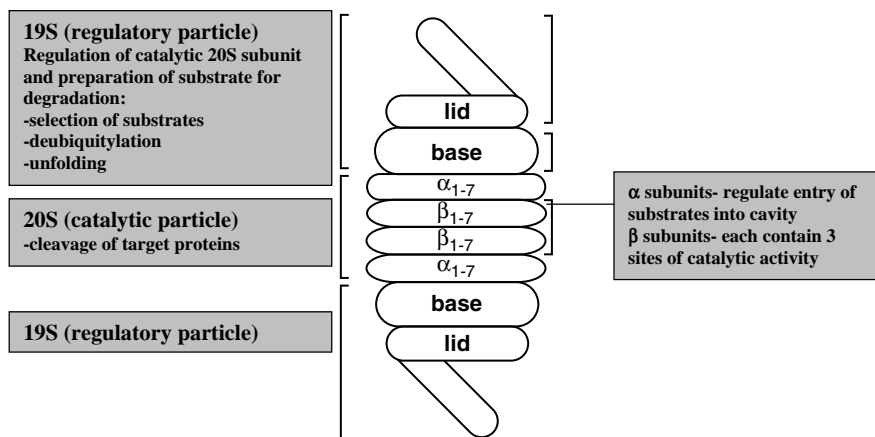 19S (regulatory particle)
Regulation of catalytic 20S subunit
and preparation of substrate for
degradation:
-selection of substrates
-deubiquitylation
-unfolding
20S (catalytic particle)
-cleavage of target proteins
19S (regulatory particle)
lid
base
α1-7
β1-7
β1-7
α1-7
base
lid
α subunits- regulate entry of
substrates into cavity
β subunits- each contain 3
sites of catalytic activity